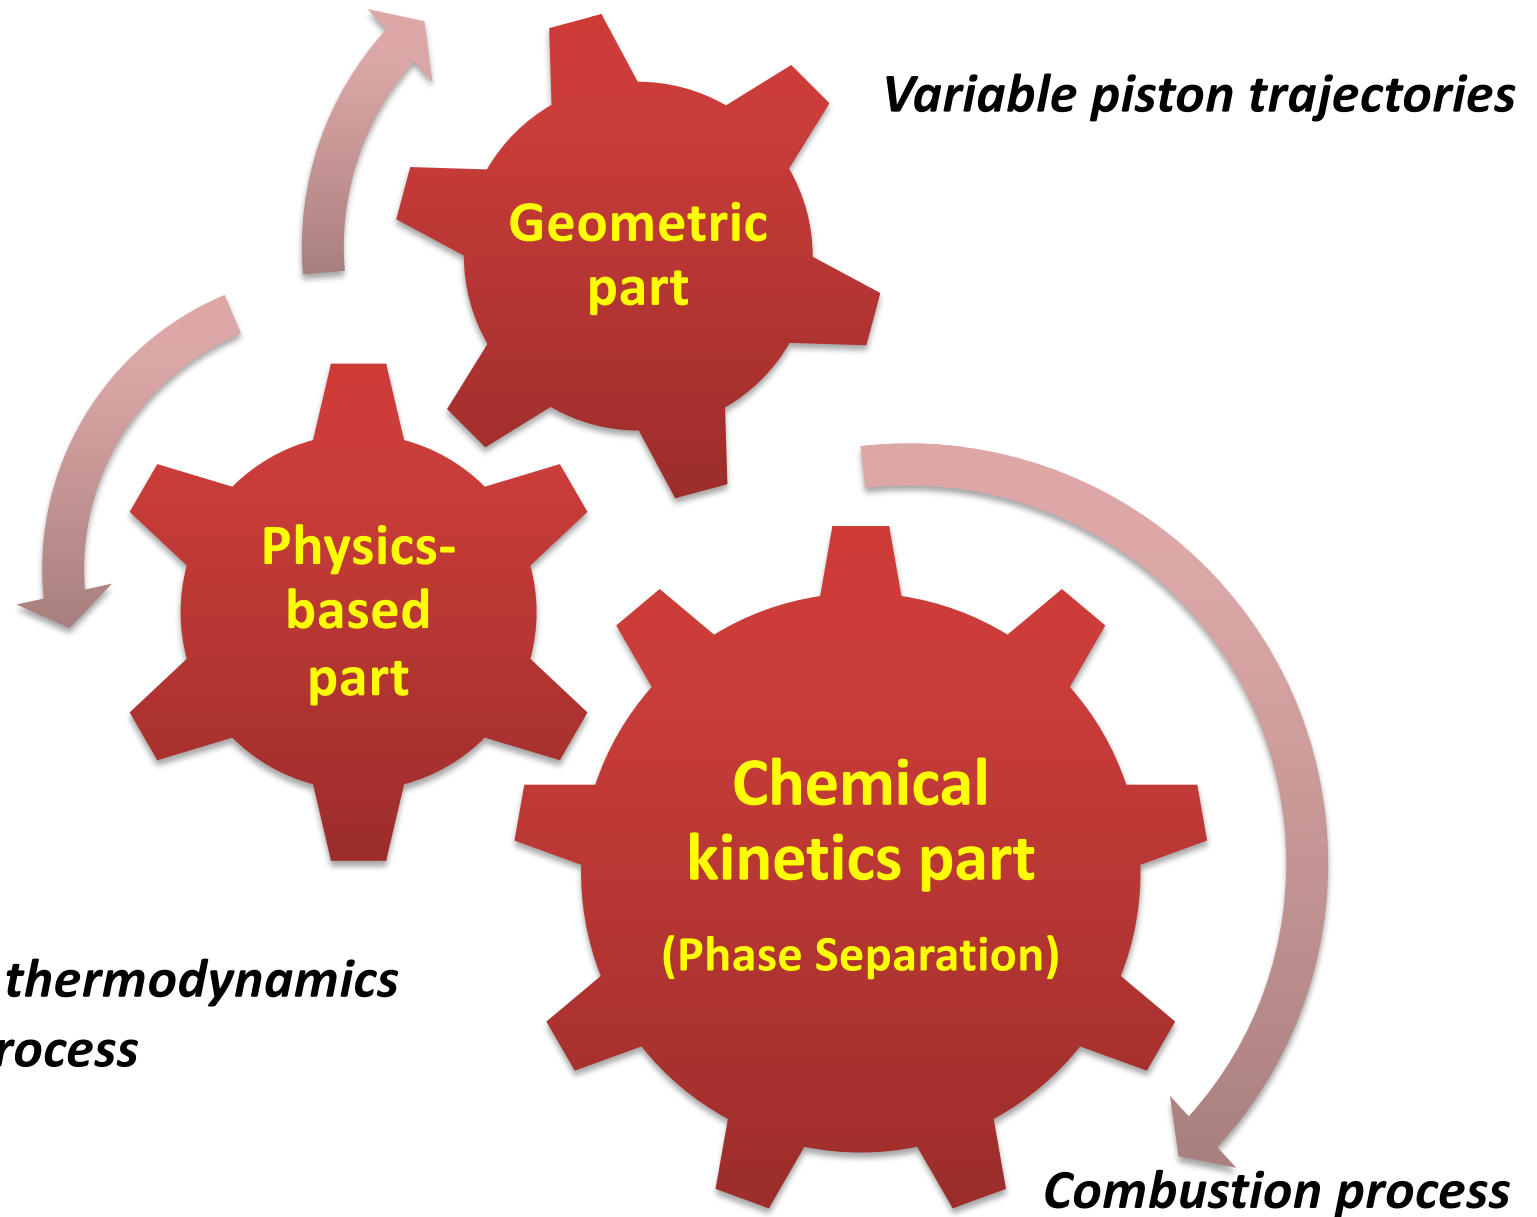 Variable piston trajectories
Geometric
part
Physics-
based
part
Chemical
kinetics part
(Phase Separation)
thermodynamics
rocess
Combustion process